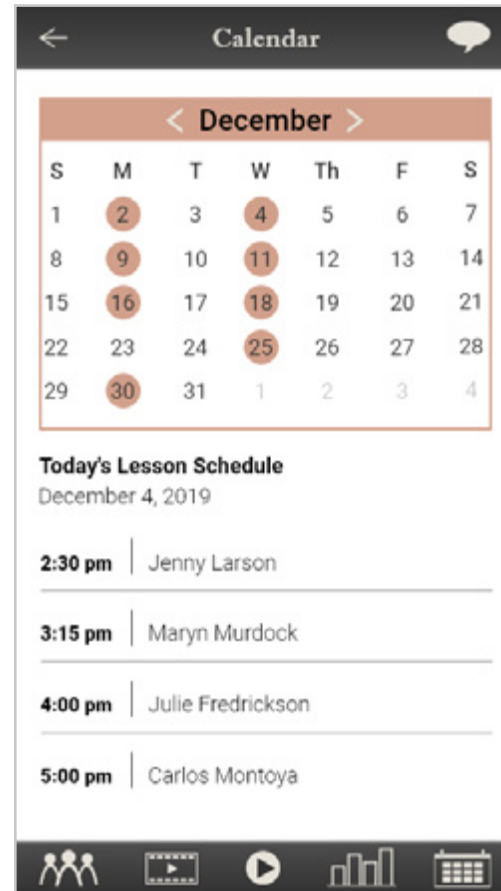 Calendar
< December >
S M T W Th F S
1 2 3 4 5 6 7
8 9 10 11 12 13 14
15 16 17 18 19 20 21
22 23 24 25 26 27 28
29 30 31 1 2 3 4
Today's Lesson Schedule
December 4, 2019
2:30 pm Jenny Larson
3:15 pm Maryn Murdock
4:00 pm Julie Fredrickson
5:00 pm Carlos Montoya